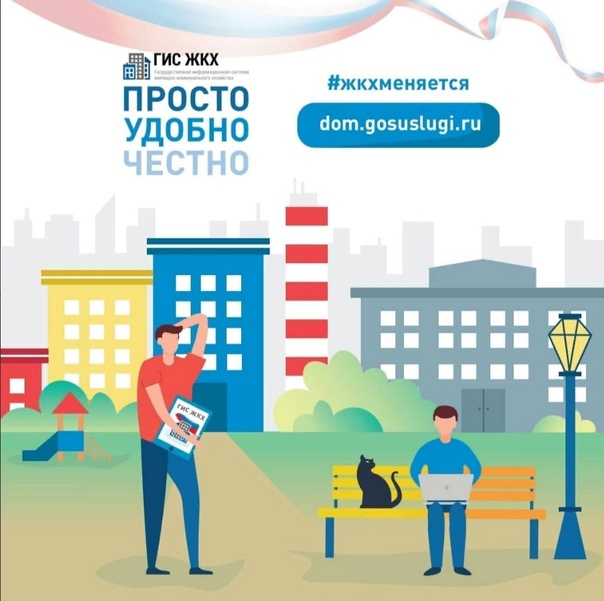 ГИС ЖКХ
Государственная информационная система
жилищно-коммунального хозяйства
ПРОСТО
УДОБНО
ЧЕСТНО
#жкхменяется
dom.gosuslugi.ru
ГИС ЖКХ